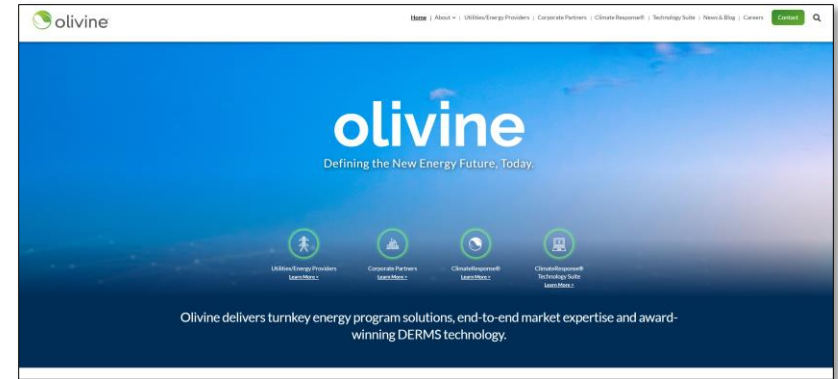 olivine
Home | About | Utilities/Energy Providers | Corporate Partners | Climate Response® | Technology Suite | News & Blog | Careers Contact
olivine
Defining the New Energy Future, Today.
Utilities/Energy Providers Corporate Partners ClimateResponse® ClimateResponse®
Learn More > Learn More > Learn More > Technology Suite
Learn More >
Olivine delivers turnkey energy program solutions, end-to-end market expertise and award-
winning DERMS technology.